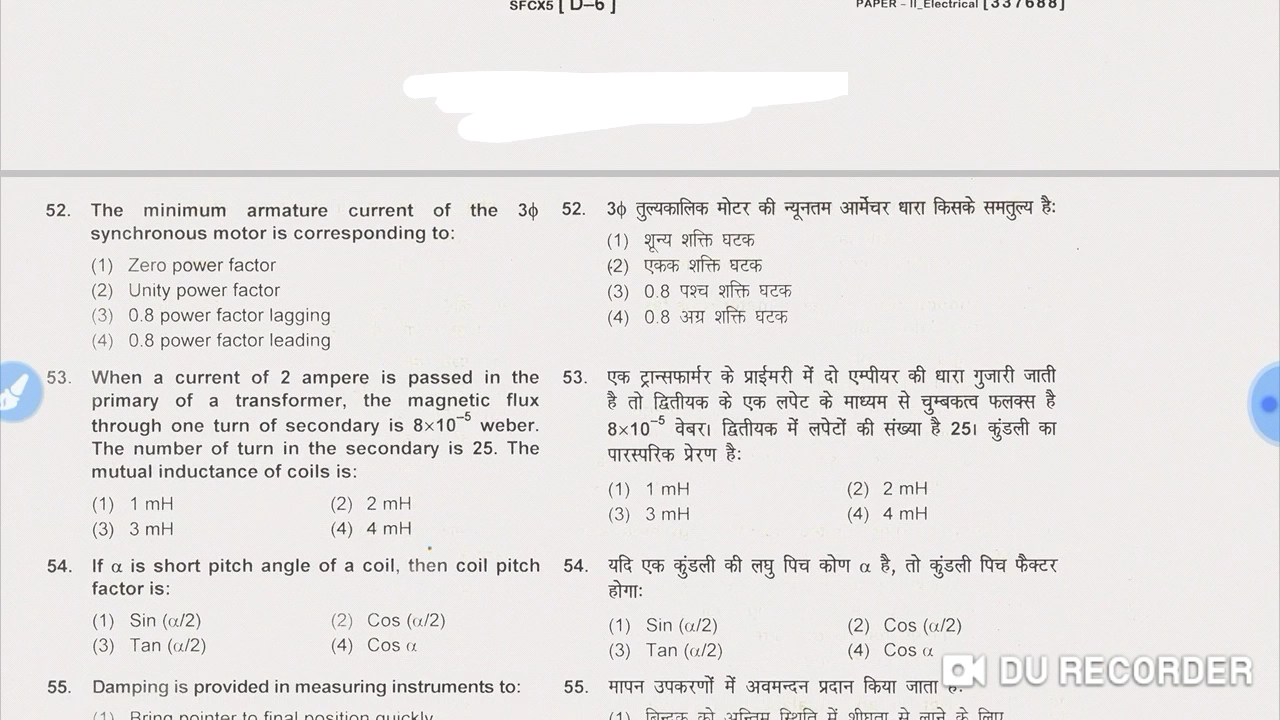 SFCX5 [ D–6 ]
PAPER – II_Electrical [337688]
52. The minimum armature current of the 3ϕ
synchronous motor is corresponding to:
(1) Zero power factor
(2) Unity power factor
(3) 0.8 power factor lagging
(4) 0.8 power factor leading
53. When a current of 2 ampere is passed in the
primary of a transformer, the magnetic flux
through one turn of secondary is 8×10⁻⁵ weber.
The number of turn in the secondary is 25. The
mutual inductance of coils is:
(1) 1 mH (2) 2 mH
(3) 3 mH (4) 4 mH
54. If α is short pitch angle of a coil, then coil pitch
factor is:
(1) Sin (α/2) (2) Cos (α/2)
(3) Tan (α/2) (4) Cos α
55. Damping is provided in measuring instruments to:
(1) Bring pointer to final position quickly
52. 3ϕ तुल्यकालिक मोटर की न्यूनतम आर्मेचर धारा किसके समतुल्य है:
(1) शून्य शक्ति घटक
(2) एकक शक्ति घटक
(3) 0.8 पश्च शक्ति घटक
(4) 0.8 अग्र शक्ति घटक
53. एक ट्रान्सफार्मर के प्राईमरी में दो एम्पीयर की धारा गुजारी जाती
है तो द्वितीयक के एक लपेट के माध्यम से चुम्बकत्व फलक्स है
8×10⁻⁵ वेबर। द्वितीयक में लपेटों की संख्या है 25। कुंडली का
पारस्परिक प्रेरण है:
(1) 1 mH (2) 2 mH
(3) 3 mH (4) 4 mH
54. यदि एक कुंडली की लघु पिच कोण α है, तो कुंडली पिच फैक्टर
होगा:
(1) Sin (α/2) (2) Cos (α/2)
(3) Tan (α/2) (4) Cos α
55. मापन उपकरणों में अवमन्दन प्रदान किया जाता है:
(1) बिन्दुक को अन्तिम स्थिति में शीघ्रता से लाने के लिए
DU RECORDER